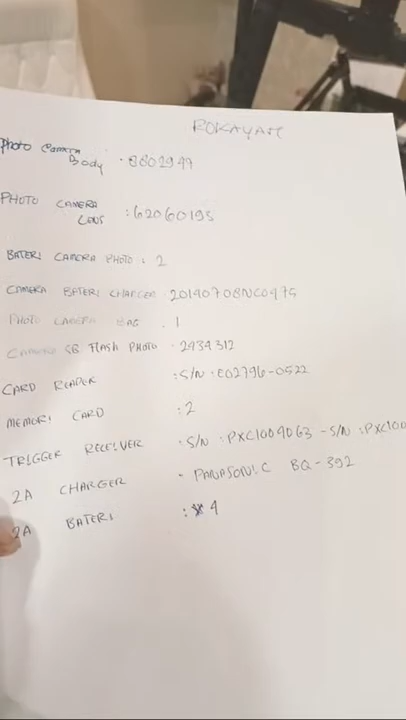 ROKAYAH
Photo Camera
Body : 8802949
PHOTO CAMERA
LENS : 62060195
BATERI CAMERA PHOTO : 2
CAMERA BATERI CHARGER : 20140708NC0475
PHOTO CAMERA BAG : 1
CAMERA SB FLASH PHOTO : 2934312
CARD READER : S/N : E02796-0522
MEMORI CARD : 2
TRIGGER RECEIVER : S/N : PXC1009063 - S/N : PXC100
2A CHARGER - PANASONIC BQ-392
2A BATERI : 4